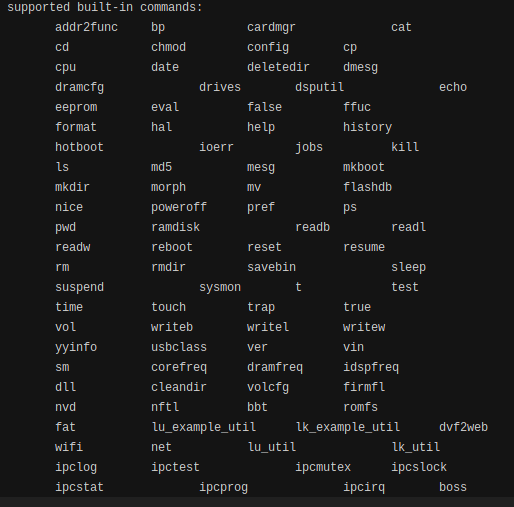 supported built-in commands:
addr2func bp cardmgr cat
cd chmod config cp
cpu date deletedir dmesg
dramcfg drives dsputil echo
eeprom eval false ffuc
format hal help history
hotboot ioerr jobs kill
ls md5 mesg mkboot
mkdir morph mv flashdb
nice poweroff pref ps
pwd ramdisk readb readl
readw reboot reset resume
rm rmdir savebin sleep
suspend sysmon t test
time touch trap true
vol writeb writel writew
yyinfo usbclass ver vin
sm corefreq dramfreq idspfreq
dll cleandir volcfg firmfl
nvd nftl bbt romfs
fat lu_example_util lk_example_util dvf2web
wifi net lu_util lk_util
ipclog ipctest ipcmutex ipcslock
ipcstat ipcprog ipcirq boss